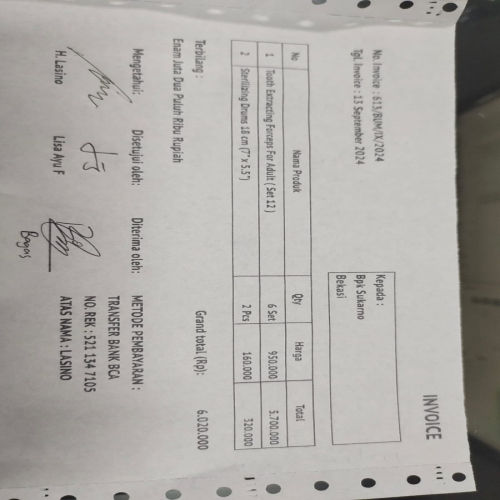 INVOICE
No. Invoice : 615/BUM/IX/2024
Tgl. Invoice : 13 September 2024
Kepada :
Bpk Sukarno
Bekasi
No Nama Produk Qty Harga Total
1 Tooth Extracting Forceps For Adult ( Set 12 ) 6 Set 950.000 5.700.000
2 Sterilizing Drums 18 cm (7" x 5.5") 2 Pcs 160.000 320.000
Grand total (Rp): 6.020.000
Terbilang :
Enam Juta Dua Puluh Ribu Rupiah
Mengetahui: Disetujui oleh: Diterima oleh:
H. Lasino Lisa Ayu F Bagas
METODE PEMBAYARAN :
TRANSFER BANK BCA
NO. REK : 521 134 7105
ATAS NAMA : LASINO